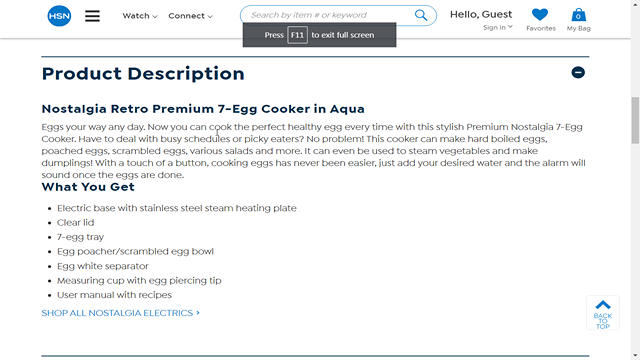 HSN
Watch
Connect
Search by item # or keyword
Hello, Guest
Sign In
Favorites
0
My Bag
Press F11 to exit full screen
Product Description
Nostalgia Retro Premium 7-Egg Cooker in Aqua
Eggs your way any day. Now you can cook the perfect healthy egg every time with this stylish Premium Nostalgia 7-Egg
Cooker. Have to deal with busy schedules or picky eaters? No problem! This cooker can make hard boiled eggs,
poached eggs, scrambled eggs, various salads and more. It can even be used to steam vegetables and make
dumplings! With a touch of a button, cooking eggs has never been easier, just add your desired water and the alarm will
sound once the eggs are done.
What You Get
• Electric base with stainless steel steam heating plate
• Clear lid
• 7-egg tray
• Egg poacher/scrambled egg bowl
• Egg white separator
• Measuring cup with egg piercing tip
• User manual with recipes
SHOP ALL NOSTALGIA ELECTRICS >
BACK
TO
TOP